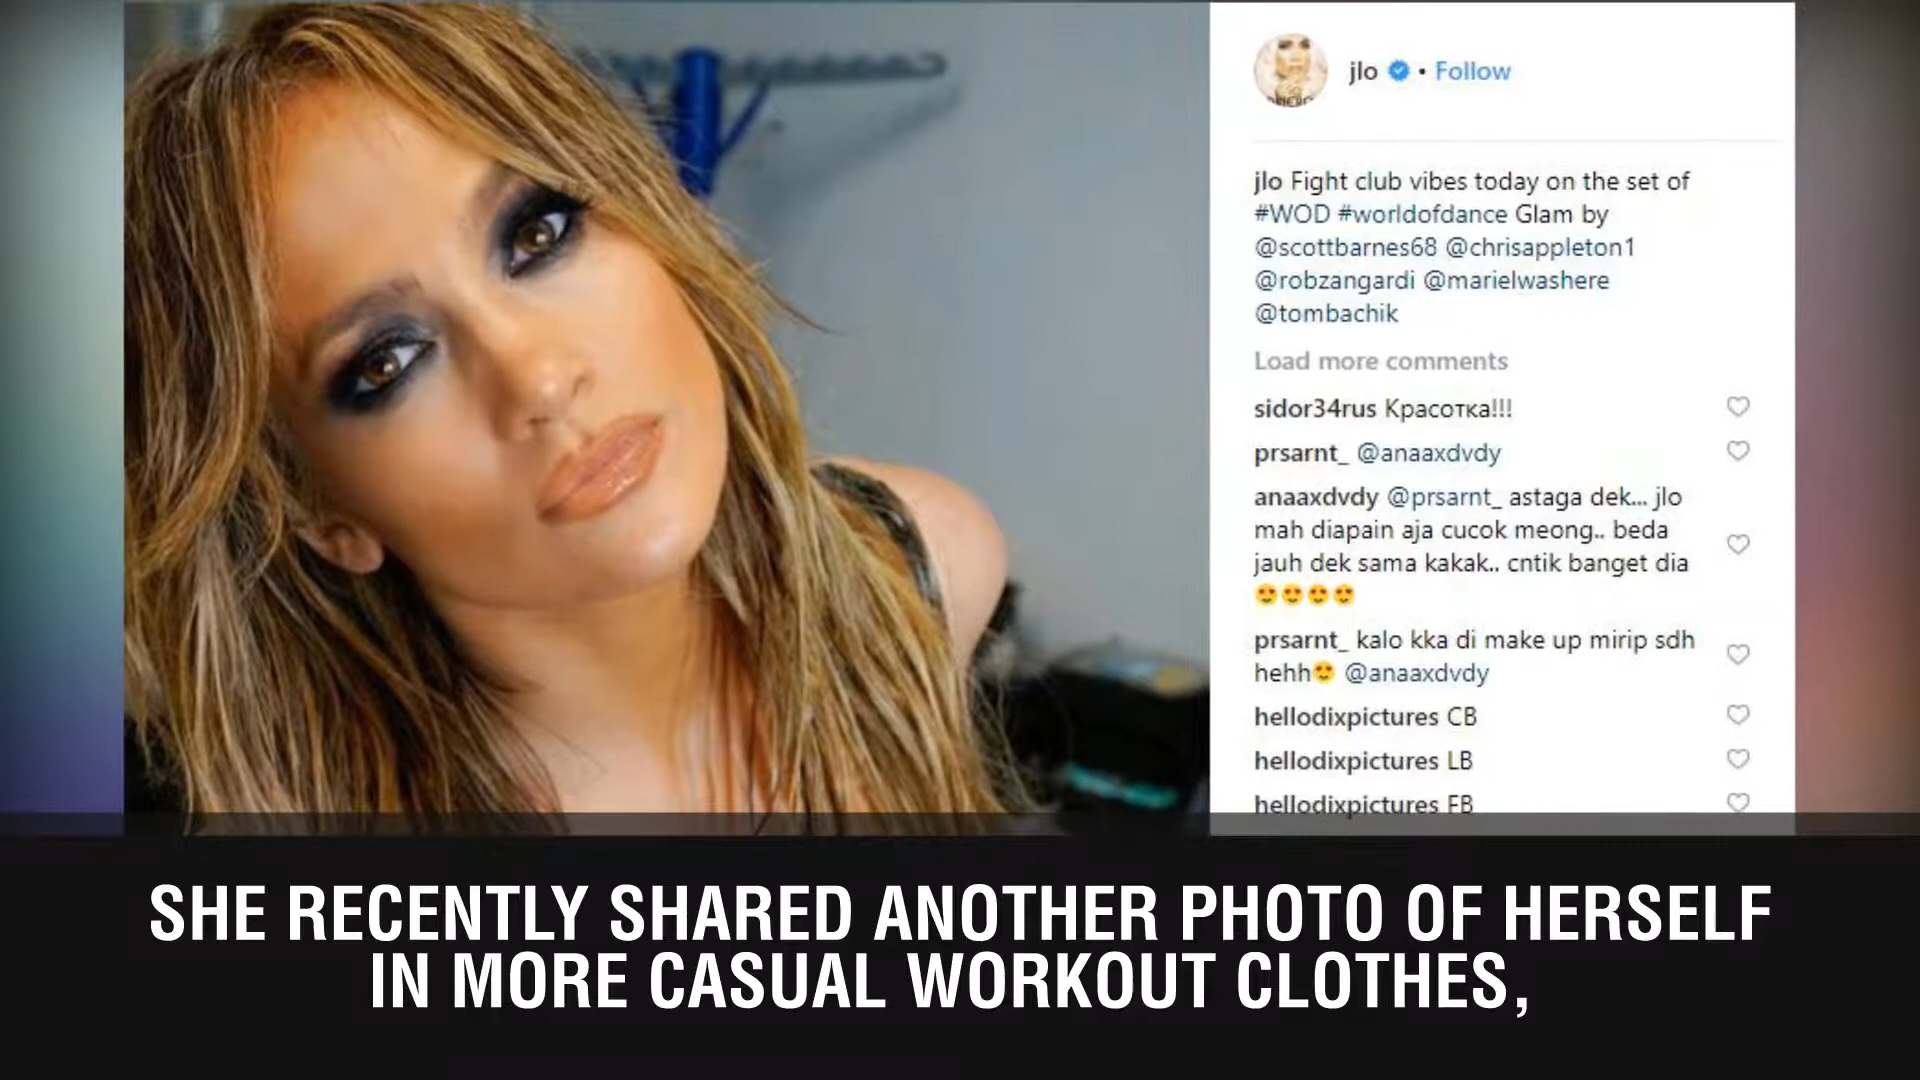 jlo • Follow
jlo Fight club vibes today on the set of
#WOD #worldofdance Glam by
@scottbarnes68 @chrisappleton1
@robzangardi @marielwashere
@tombachik
Load more comments
sidor34rus Красотка!!!
prsarnt_ @anaaxdvdy
anaaxdvdy @prsarnt_ astaga dek... jlo
mah diapain aja cucok meong.. beda
jauh dek sama kakak.. cntik banget dia
😍😍😍😍
prsarnt_ kalo kka di make up mirip sdh
hehh😍 @anaaxdvdy
hellodixpictures CB
hellodixpictures LB
hellodixpictures FB
SHE RECENTLY SHARED ANOTHER PHOTO OF HERSELF
IN MORE CASUAL WORKOUT CLOTHES,